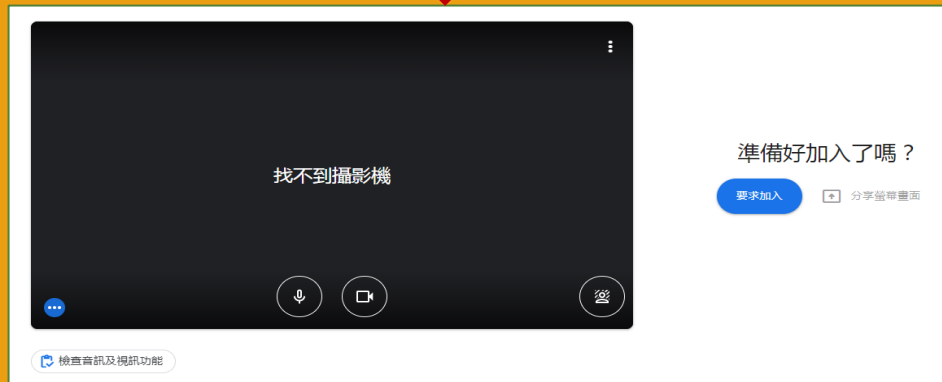 找不到攝影機
準備好加入了嗎？
要求加入
分享螢幕畫面
檢查音訊及視訊功能